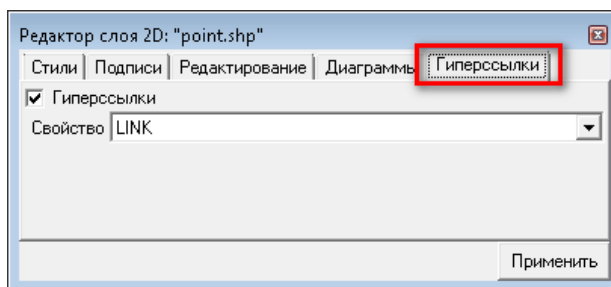 Редактор слоя 2D: "point.shp"
Стили Подписи Редактирование Диаграммы Гиперссылки
Гиперссылки
Свойство LINK
Применить